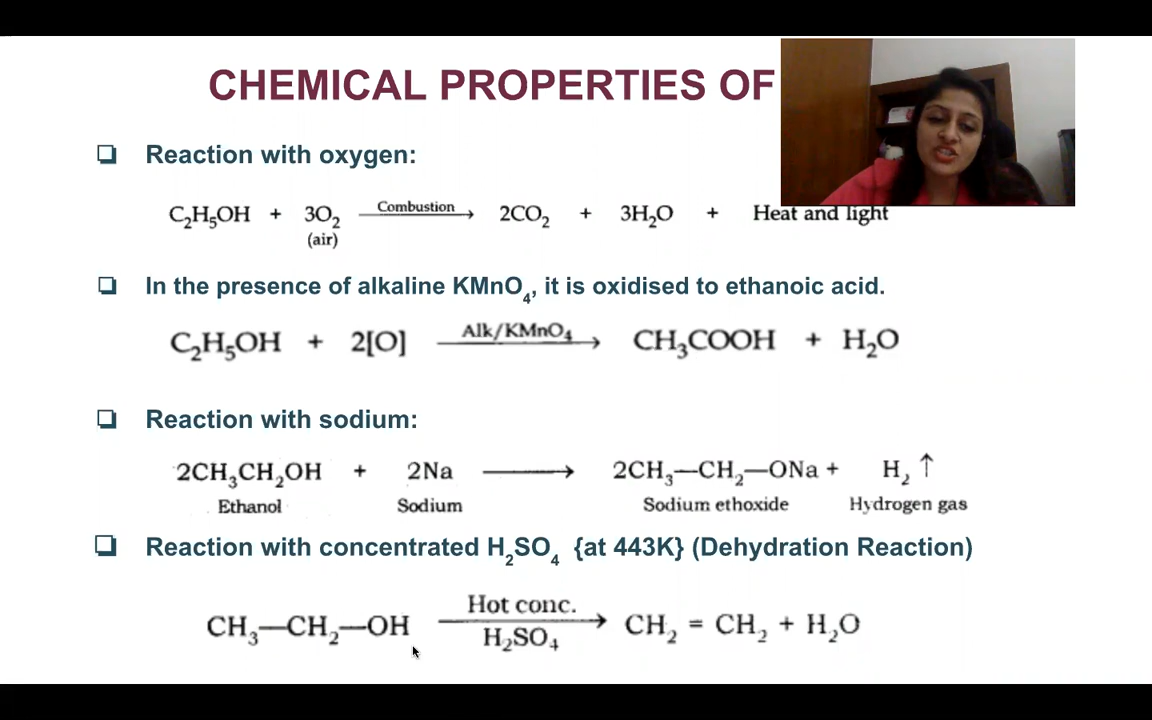 CHEMICAL PROPERTIES OF
❏ Reaction with oxygen:
C₂H₅OH + 3O₂ Combustion → 2CO₂ + 3H₂O + Heat and light
(air)
❏ In the presence of alkaline KMnO₄, it is oxidised to ethanoic acid.
C₂H₅OH + 2[O] Alk/KMnO₄ → CH₃COOH + H₂O
❏ Reaction with sodium:
2CH₃CH₂OH + 2Na → 2CH₃—CH₂—ONa + H₂ ↑
Ethanol Sodium Sodium ethoxide Hydrogen gas
❏ Reaction with concentrated H₂SO₄ {at 443K} (Dehydration Reaction)
Hot conc.
CH₃—CH₂—OH → CH₂ = CH₂ + H₂O
H₂SO₄